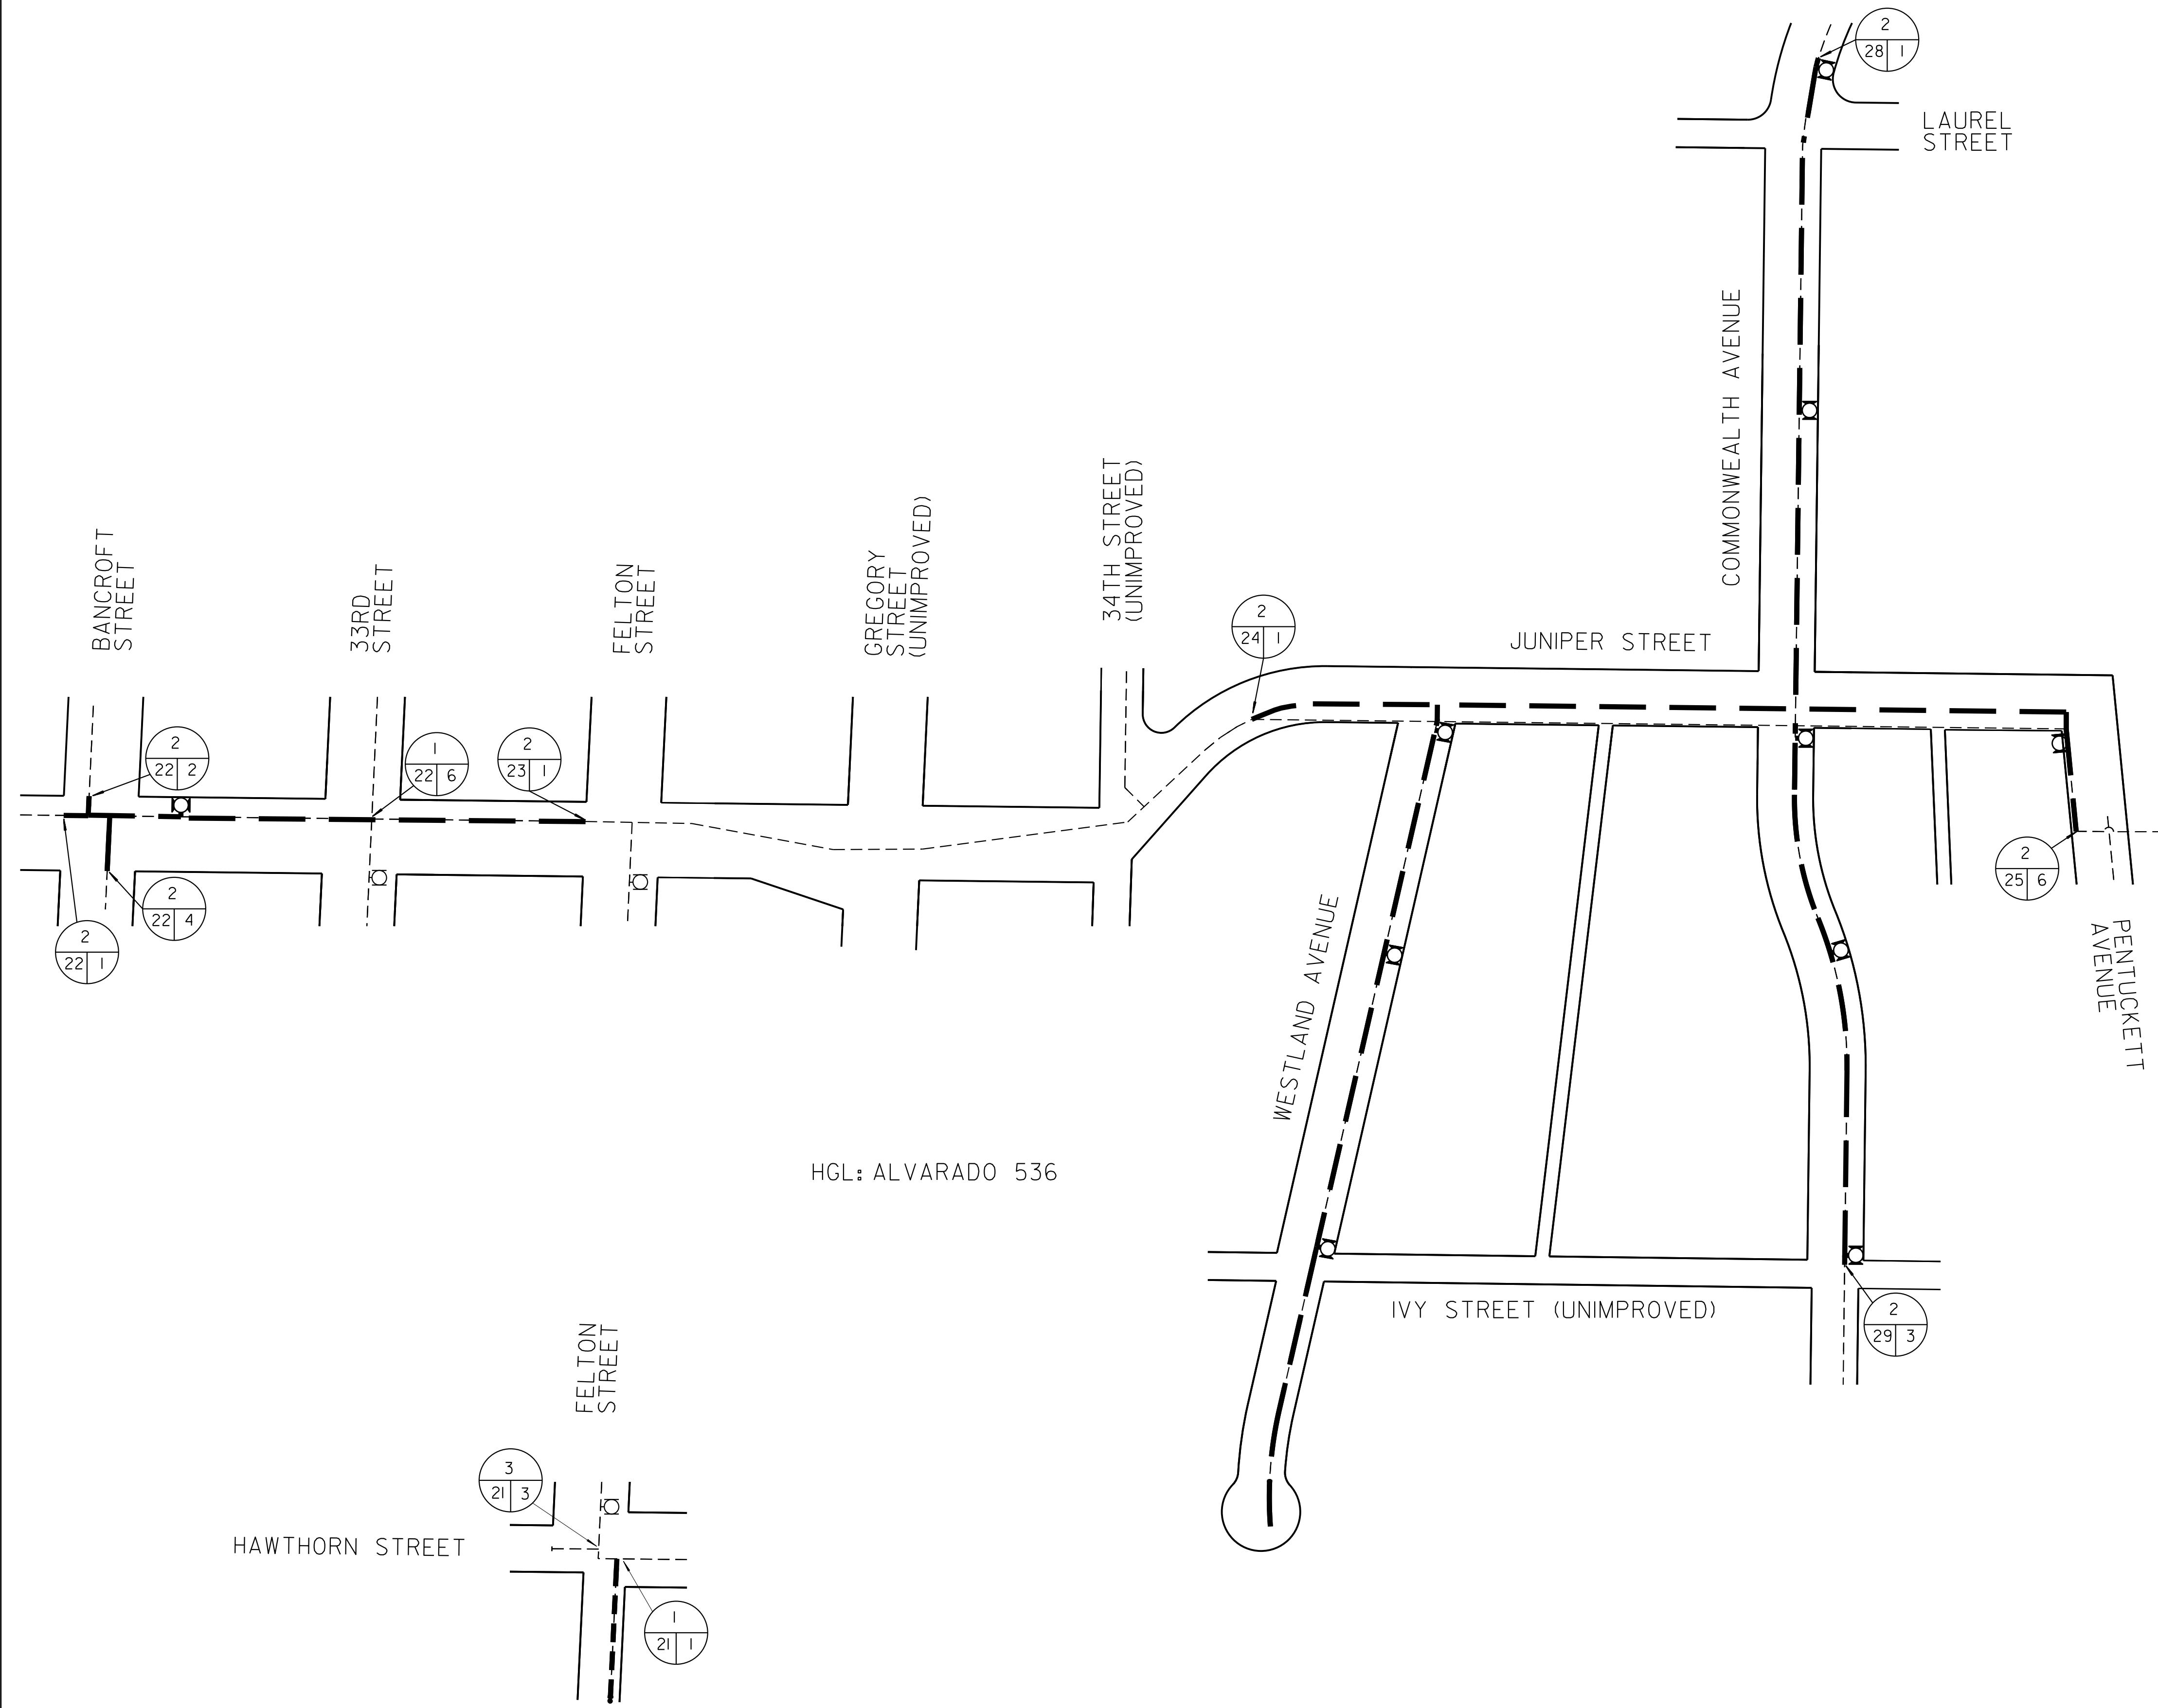 2
28 1
LAUREL
STREET
COMMONWEALTH AVENUE
BANCROFT
STREET
33RD
STREET
FELTON
STREET
GREGORY
STREET
(UNIMPROVED)
34TH STREET
(UNIMPROVED)
2
24 1
JUNIPER STREET
2
22 2
1
22 6
2
23 1
2
22 4
2
22 1
2
25 6
PENTUCKETT
AVENUE
WESTLAND AVENUE
HGL: ALVARADO 536
IVY STREET (UNIMPROVED)
2
29 3
FELTON
STREET
3
21 3
HAWTHORN STREET
1
21 1